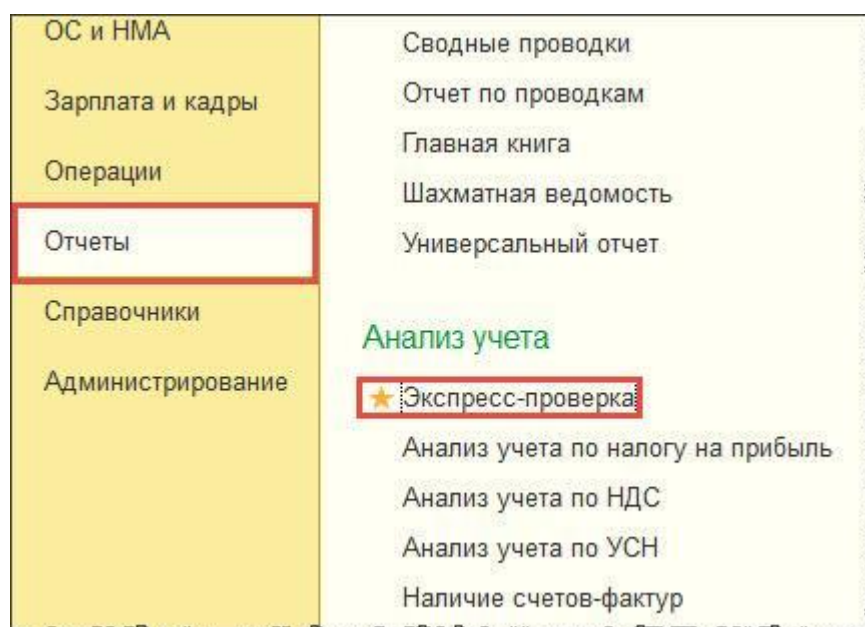 ОС и НМА
Зарплата и кадры
Операции
Отчеты
Справочники
Администрирование
Сводные проводки
Отчет по проводкам
Главная книга
Шахматная ведомость
Универсальный отчет
Анализ учета
Экспресс-проверка
Анализ учета по налогу на прибыль
Анализ учета по НДС
Анализ учета по УСН
Наличие счетов-фактур